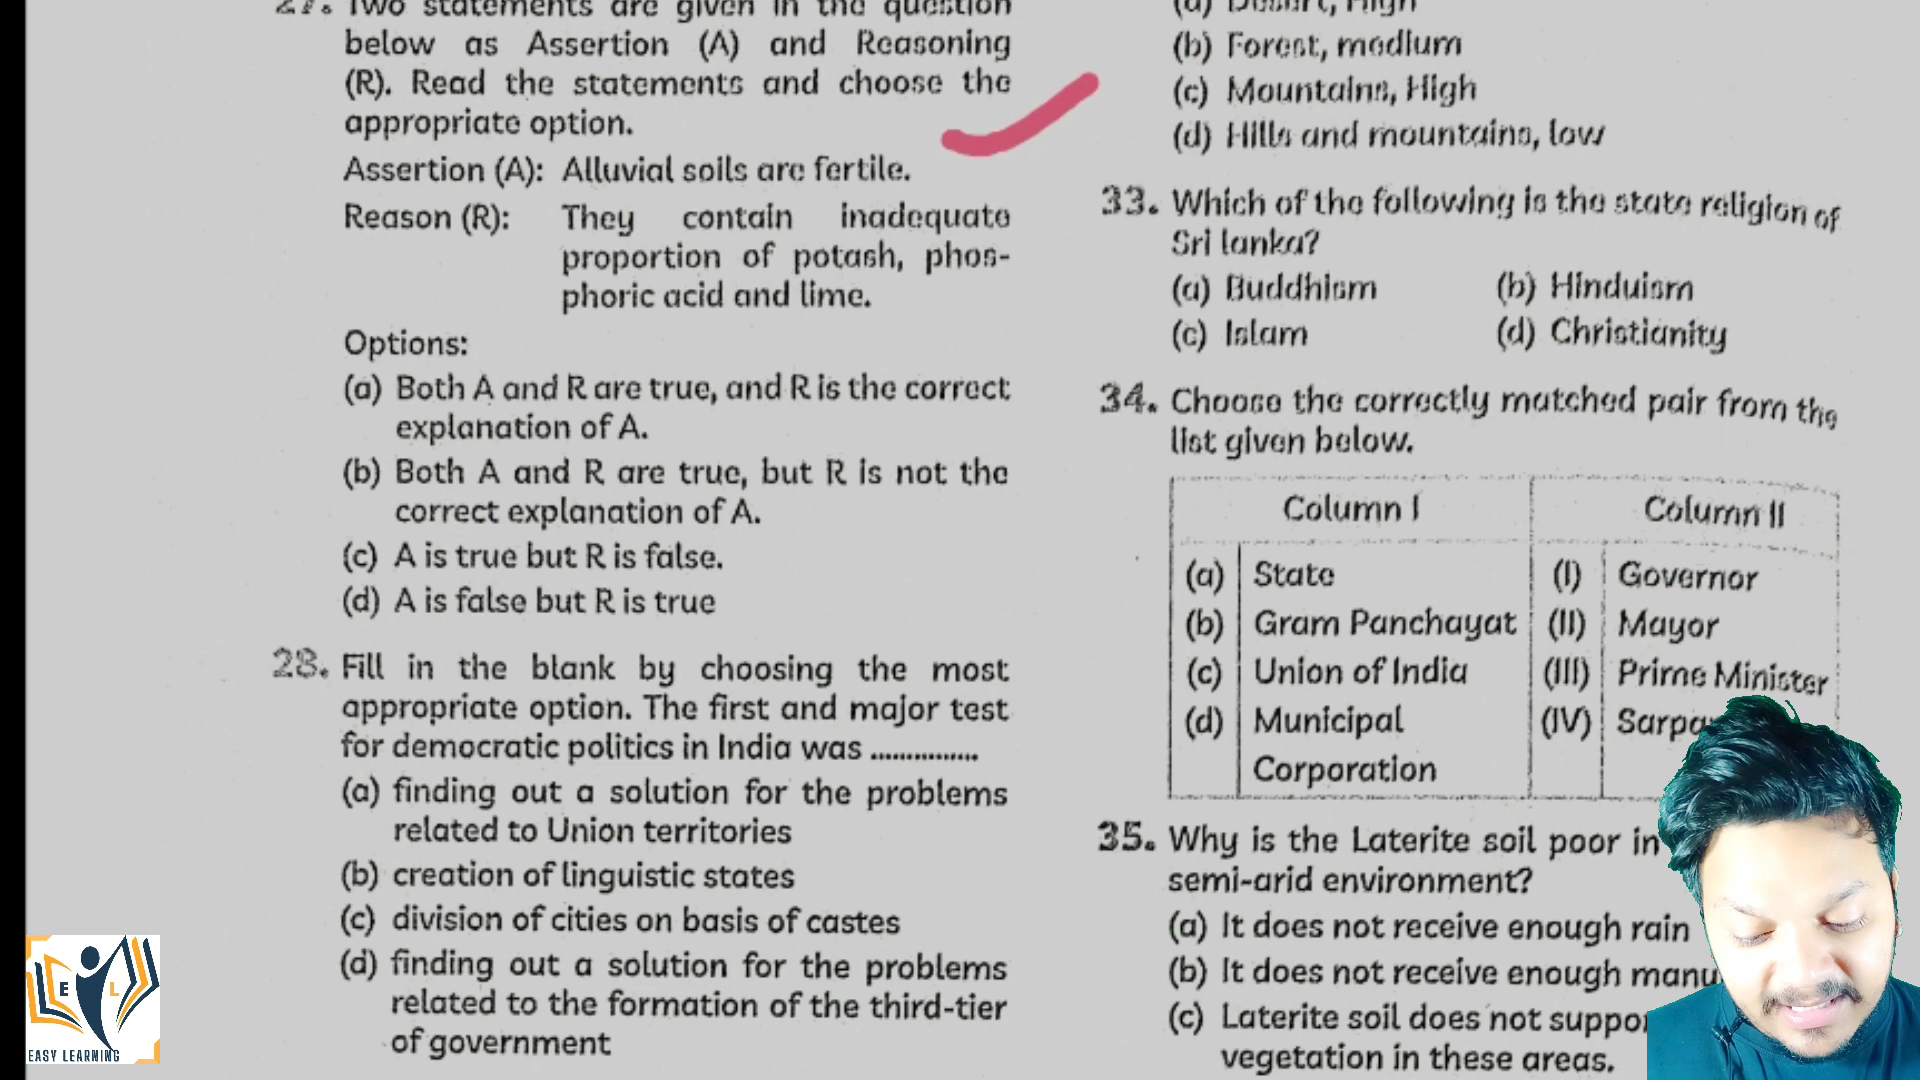 27. Two statements are given in the question
below as Assertion (A) and Reasoning
(R). Read the statements and choose the
appropriate option.
Assertion (A): Alluvial soils are fertile.
Reason (R): They contain inadequate
proportion of potash, phos-
phoric acid and lime.
Options:
(a) Both A and R are true, and R is the correct
explanation of A.
(b) Both A and R are true, but R is not the
correct explanation of A.
(c) A is true but R is false.
(d) A is false but R is true
28. Fill in the blank by choosing the most
appropriate option. The first and major test
for democratic politics in India was ...............
(a) finding out a solution for the problems
related to Union territories
(b) creation of linguistic states
(c) division of cities on basis of castes
(d) finding out a solution for the problems
related to the formation of the third-tier
of government
(a) Desert, High
(b) Forest, medium
(c) Mountains, High
(d) Hills and mountains, low
33. Which of the following is the state religion of
Sri lanka?
(a) Buddhism (b) Hinduism
(c) Islam (d) Christianity
34. Choose the correctly matched pair from the
list given below.
Column I Column II
(a) State (I) Governor
(b) Gram Panchayat (II) Mayor
(c) Union of India (III) Prime Minister
(d) Municipal (IV)
Corporation
35. Why is the Laterite soil poor in
semi-arid environment?
(a) It does not receive enough rain
(b) It does not receive enough
(c) Laterite soil does not
vegetation in these areas.
E L
EASY LEARNING